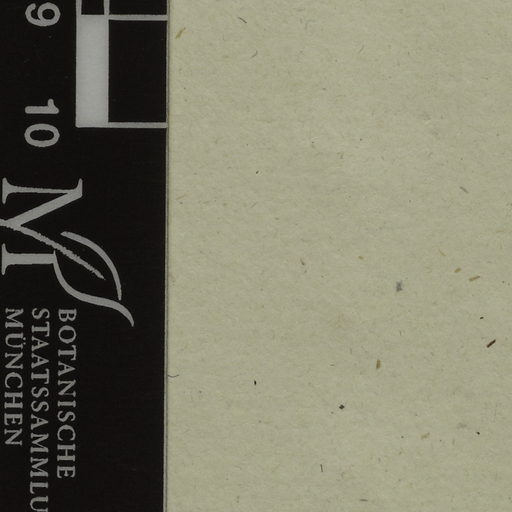 9
10
M
BOTANISCHE
STAATSSAMMLU
MÜNCHEN